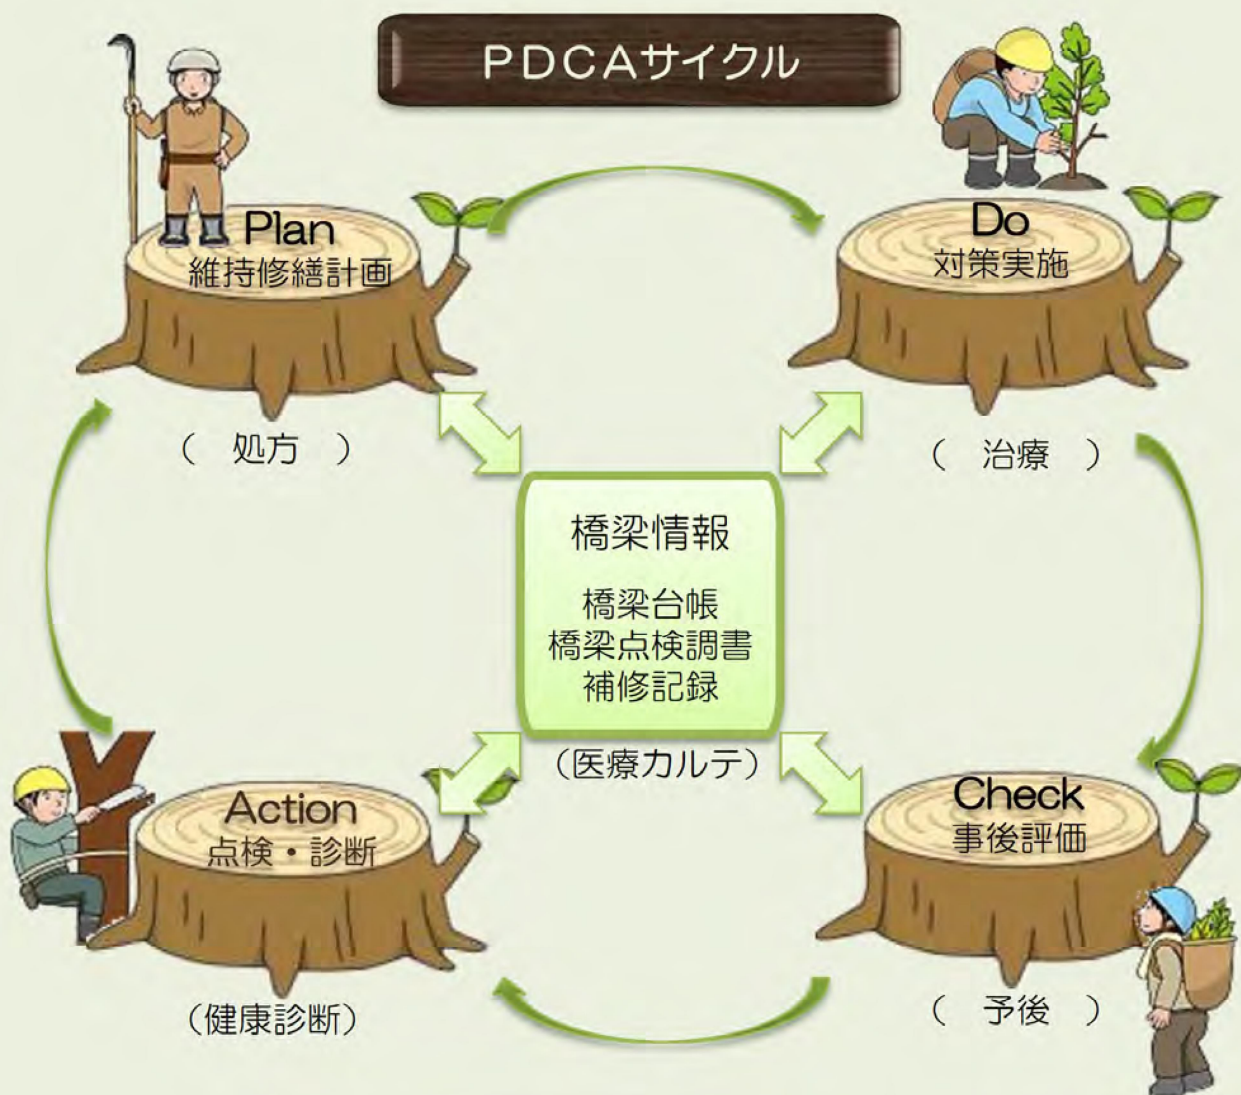 PDCAサイクル
Plan
維持修繕計画
( 処方 )
Do
対策実施
( 治療 )
橋梁情報
橋梁台帳
橋梁点検調書
補修記録
(医療カルテ)
Action
点検・診断
(健康診断)
Check
事後評価
( 予後 )